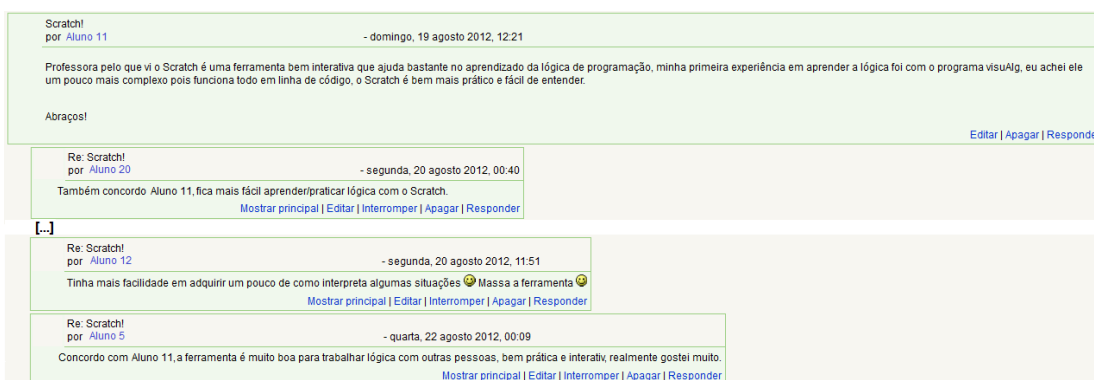 Scratch!
por Aluno 11 - domingo, 19 agosto 2012, 12:21
Professora pelo que vi o Scratch é uma ferramenta bem interativa que ajuda bastante no aprendizado da lógica de programação, minha primeira experiência em aprender a lógica foi com o programa visuAlg, eu achei ele
um pouco mais complexo pois funciona todo em linha de código, o Scratch é bem mais prático e fácil de entender.
Abraços!
Editar | Apagar | Responde
Re: Scratch!
por Aluno 20 - segunda, 20 agosto 2012, 00:40
Também concordo Aluno 11, fica mais fácil aprender/praticar lógica com o Scratch.
Mostrar principal | Editar | Interromper | Apagar | Responder
[...]
Re: Scratch!
por Aluno 12 - segunda, 20 agosto 2012, 11:51
Tinha mais facilidade em adquirir um pouco de como interpreta algumas situações Massa a ferramenta
Mostrar principal | Editar | Interromper | Apagar | Responder
Re: Scratch!
por Aluno 5 - quarta, 22 agosto 2012, 00:09
Concordo com Aluno 11, a ferramenta é muito boa para trabalhar lógica com outras pessoas, bem prática e interativ, realmente gostei muito.
Mostrar principal | Editar | Interromper | Apagar | Responder